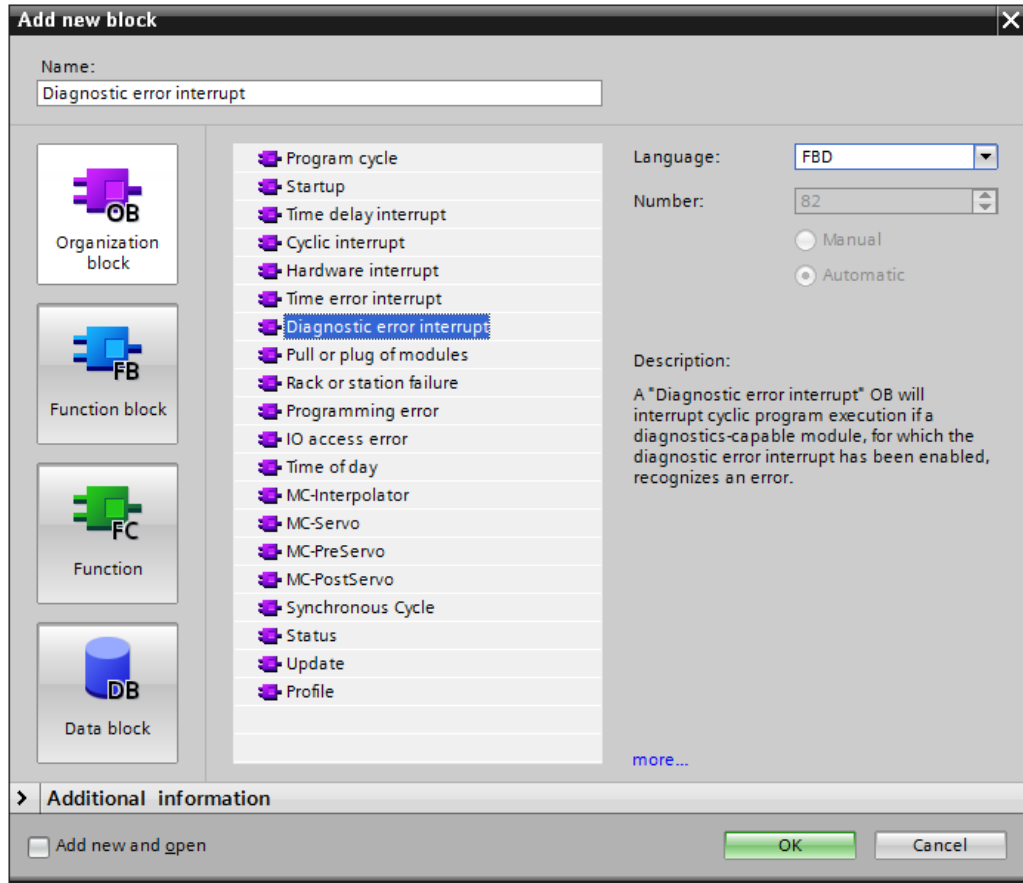 Add new block
Name:
Diagnostic error interrupt
OB
Organization
block
FB
Function block
FC
Function
DB
Data block
Program cycle
Startup
Time delay interrupt
Cyclic interrupt
Hardware interrupt
Time error interrupt
Diagnostic error interrupt
Pull or plug of modules
Rack or station failure
Programming error
IO access error
Time of day
MC-Interpolator
MC-Servo
MC-PreServo
MC-PostServo
Synchronous Cycle
Status
Update
Profile
Language: FBD
Number: 82
Manual
Automatic
Description:
A "Diagnostic error interrupt" OB will
interrupt cyclic program execution if a
diagnostics-capable module, for which the
diagnostic error interrupt has been enabled,
recognizes an error.
more...
Additional information
Add new and open
OK
Cancel